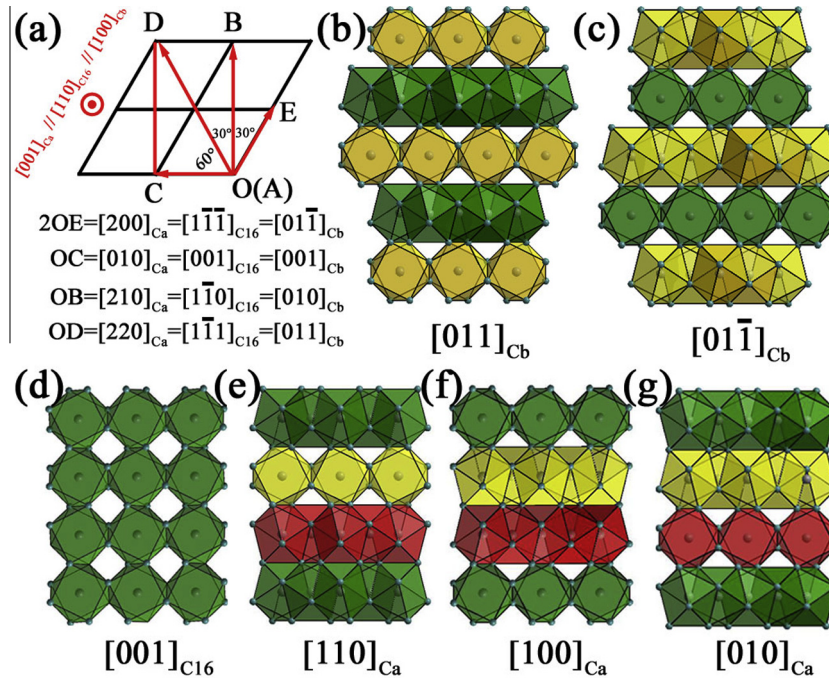 (a)
D
B
[001]Ca // [110]C16 // [100]Cb
E
30° 30°
60°
C
O(A)
2OE=[200]Ca=[11̅1̅]C16=[011̅]Cb
OC=[010]Ca=[001]C16=[001]Cb
OB=[210]Ca=[11̅0]C16=[010]Cb
OD=[220]Ca=[11̅1]C16=[011]Cb
(b)
[011]Cb
(c)
[011̅]Cb
(d)
[001]C16
(e)
[110]Ca
(f)
[100]Ca
(g)
[010]Ca